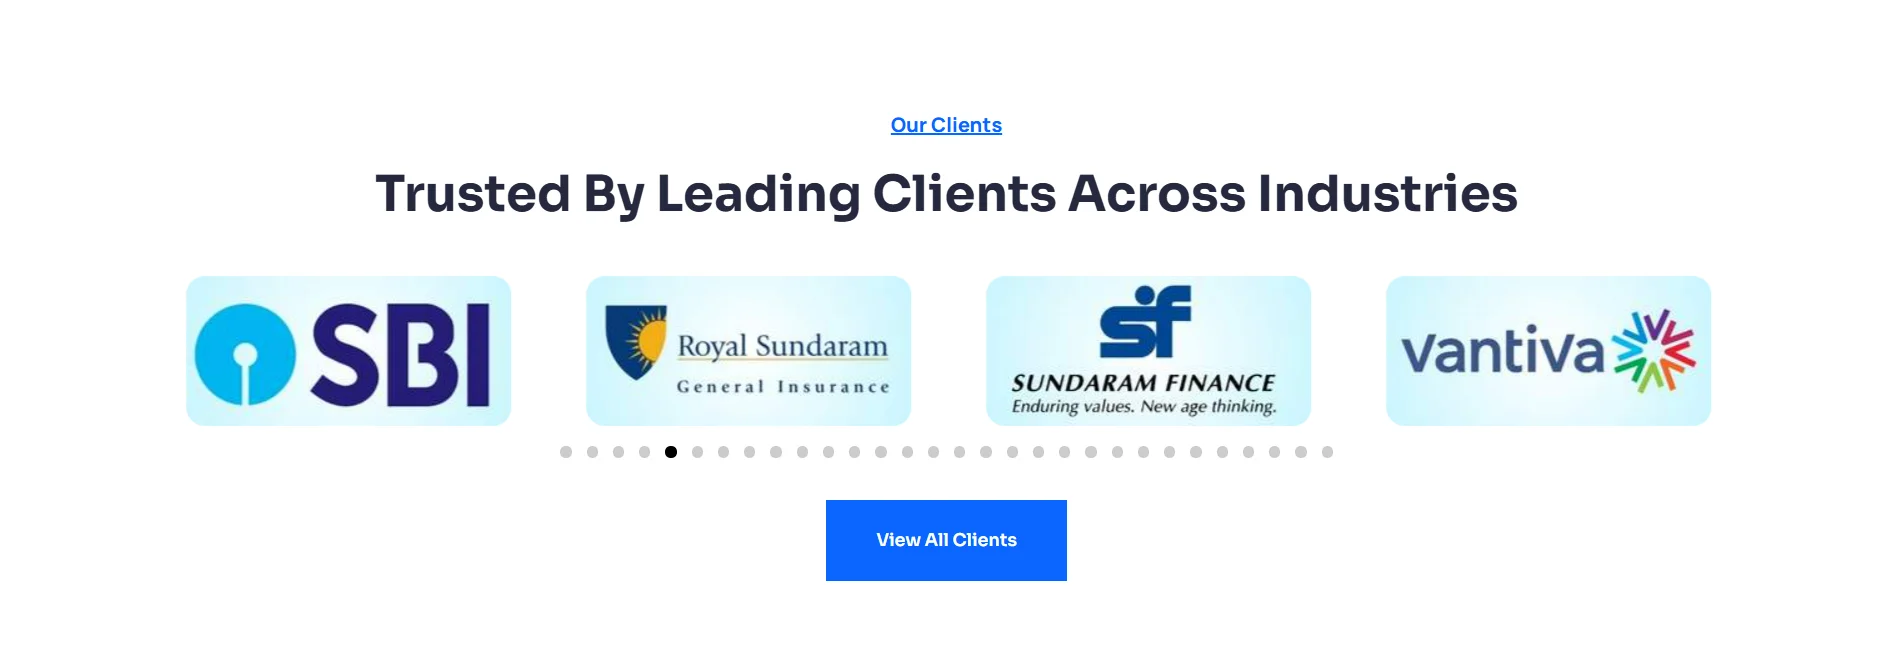 Our Clients
Trusted By Leading Clients Across Industries
SBI
Royal Sundaram
General Insurance
sf
SUNDARAM FINANCE
Enduring values. New age thinking.
vantiva
View All Clients